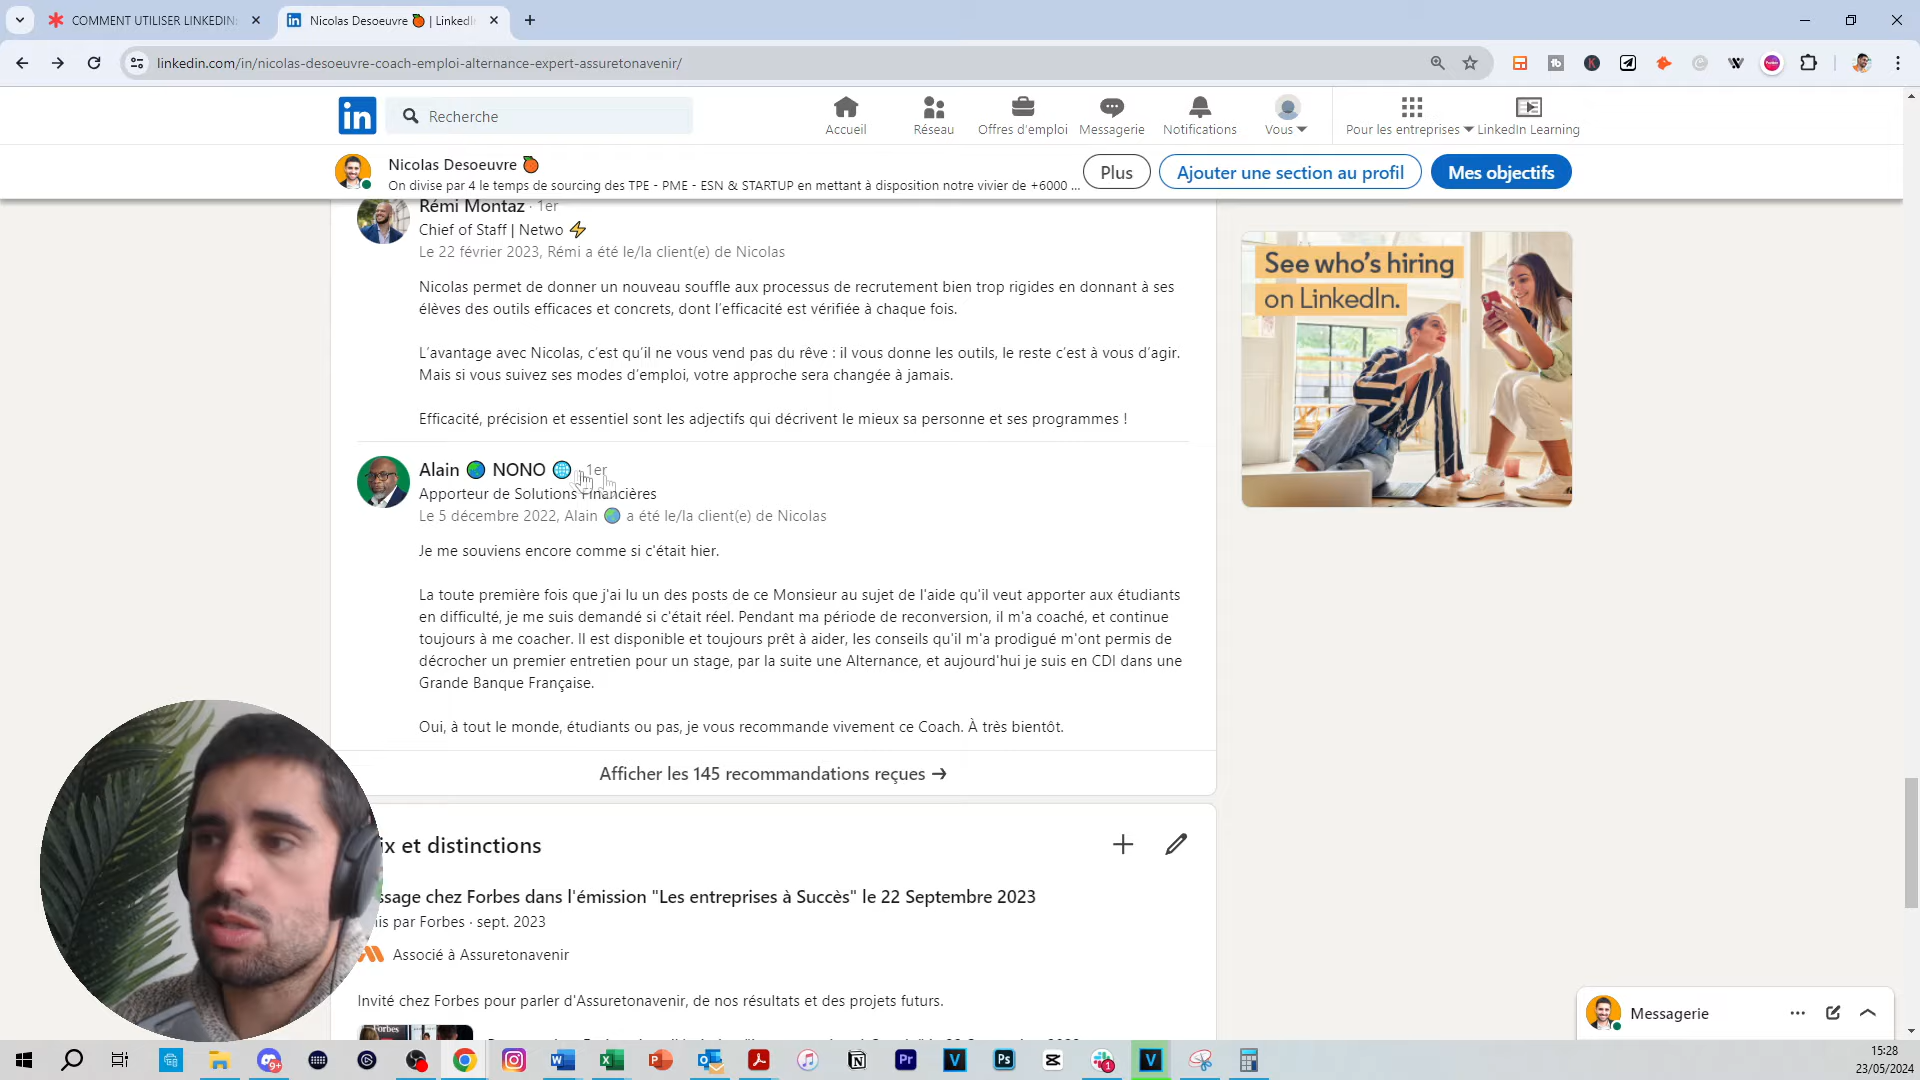 COMMENT UTILISER LINKEDIN
Nicolas Desoeuvre 🍊 | LinkedIn
linkedin.com/in/nicolas-desoeuvre-coach-emploi-alternance-expert-assuretonavenir/
in
Recherche
Accueil
Réseau
Offres d'emploi
Messagerie
Notifications
Vous
Pour les entreprises
LinkedIn Learning
Nicolas Desoeuvre 🍊
On divise par 4 le temps de sourcing des TPE - PME - ESN & STARTUP en mettant à disposition notre vivier de +6000 ...
Plus
Ajouter une section au profil
Mes objectifs
Rémi Montaz · 1er
Chief of Staff | Netwo ⚡
Le 22 février 2023, Rémi a été le/la client(e) de Nicolas
Nicolas permet de donner un nouveau souffle aux processus de recrutement bien trop rigides en donnant à ses
élèves des outils efficaces et concrets, dont l'efficacité est vérifiée à chaque fois.
L'avantage avec Nicolas, c'est qu'il ne vous vend pas du rêve : il vous donne les outils, le reste c'est à vous d'agir.
Mais si vous suivez ses modes d'emploi, votre approche sera changée à jamais.
Efficacité, précision et essentiel sont les adjectifs qui décrivent le mieux sa personne et ses programmes !
Alain 🌍 NONO 🌐 · 1er
Apporteur de Solutions Financières
Le 5 décembre 2022, Alain 🌍 a été le/la client(e) de Nicolas
Je me souviens encore comme si c'était hier.
La toute première fois que j'ai lu un des posts de ce Monsieur au sujet de l'aide qu'il veut apporter aux étudiants
en difficulté, je me suis demandé si c'était réel. Pendant ma période de reconversion, il m'a coaché, et continue
toujours à me coacher. Il est disponible et toujours prêt à aider, les conseils qu'il m'a prodigué m'ont permis de
décrocher un premier entretien pour un stage, par la suite une Alternance, et aujourd'hui je suis en CDI dans une
Grande Banque Française.
Oui, à tout le monde, étudiants ou pas, je vous recommande vivement ce Coach. À très bientôt.
Afficher les 145 recommandations reçues →
ix et distinctions
ssage chez Forbes dans l'émission "Les entreprises à Succès" le 22 Septembre 2023
is par Forbes · sept. 2023
Associé à Assuretonavenir
Invité chez Forbes pour parler d'Assuretonavenir, de nos résultats et des projets futurs.
Forbes
See who's hiring
on LinkedIn.
Messagerie
15:28
23/05/2024